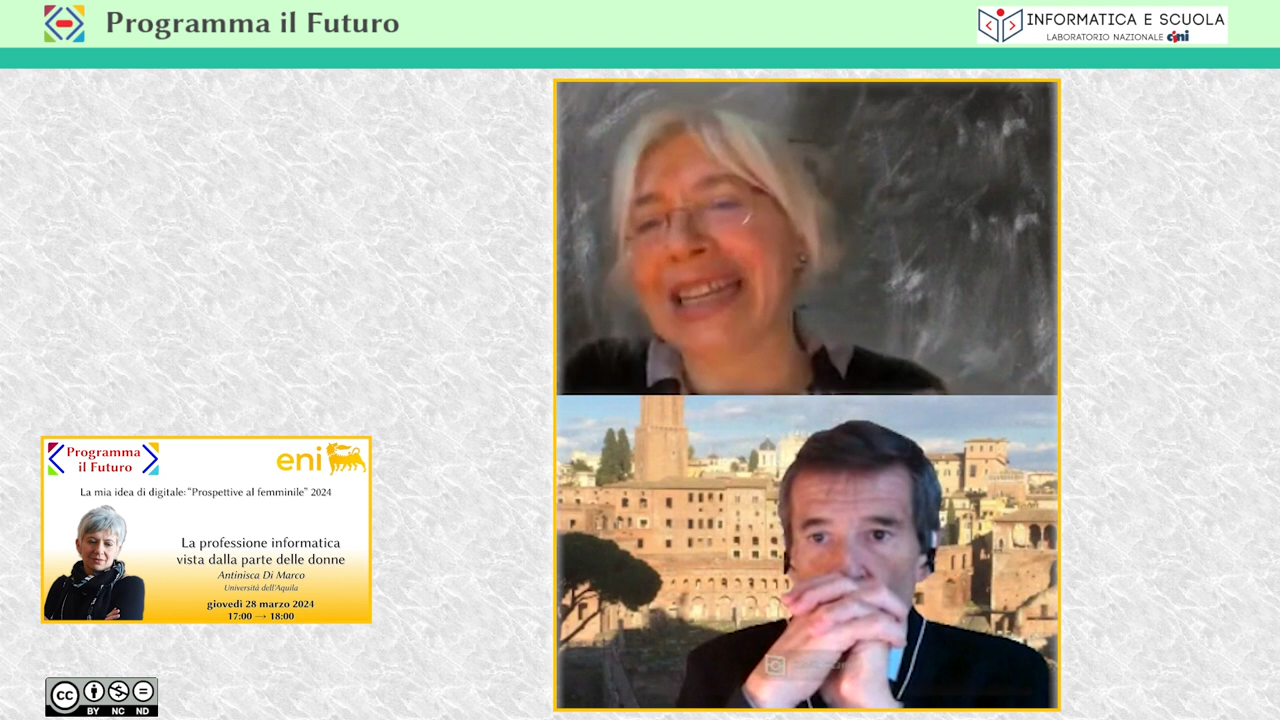 Programma il Futuro
INFORMATICA E SCUOLA
LABORATORIO NAZIONALE cini
Programma
il Futuro
eni
La mia idea di digitale: "Prospettive al femminile" 2024
La professione informatica
vista dalla parte delle donne
Antinisca Di Marco
Università dell'Aquila
giovedì 28 marzo 2024
17:00 → 18:00
cc
BY NC ND